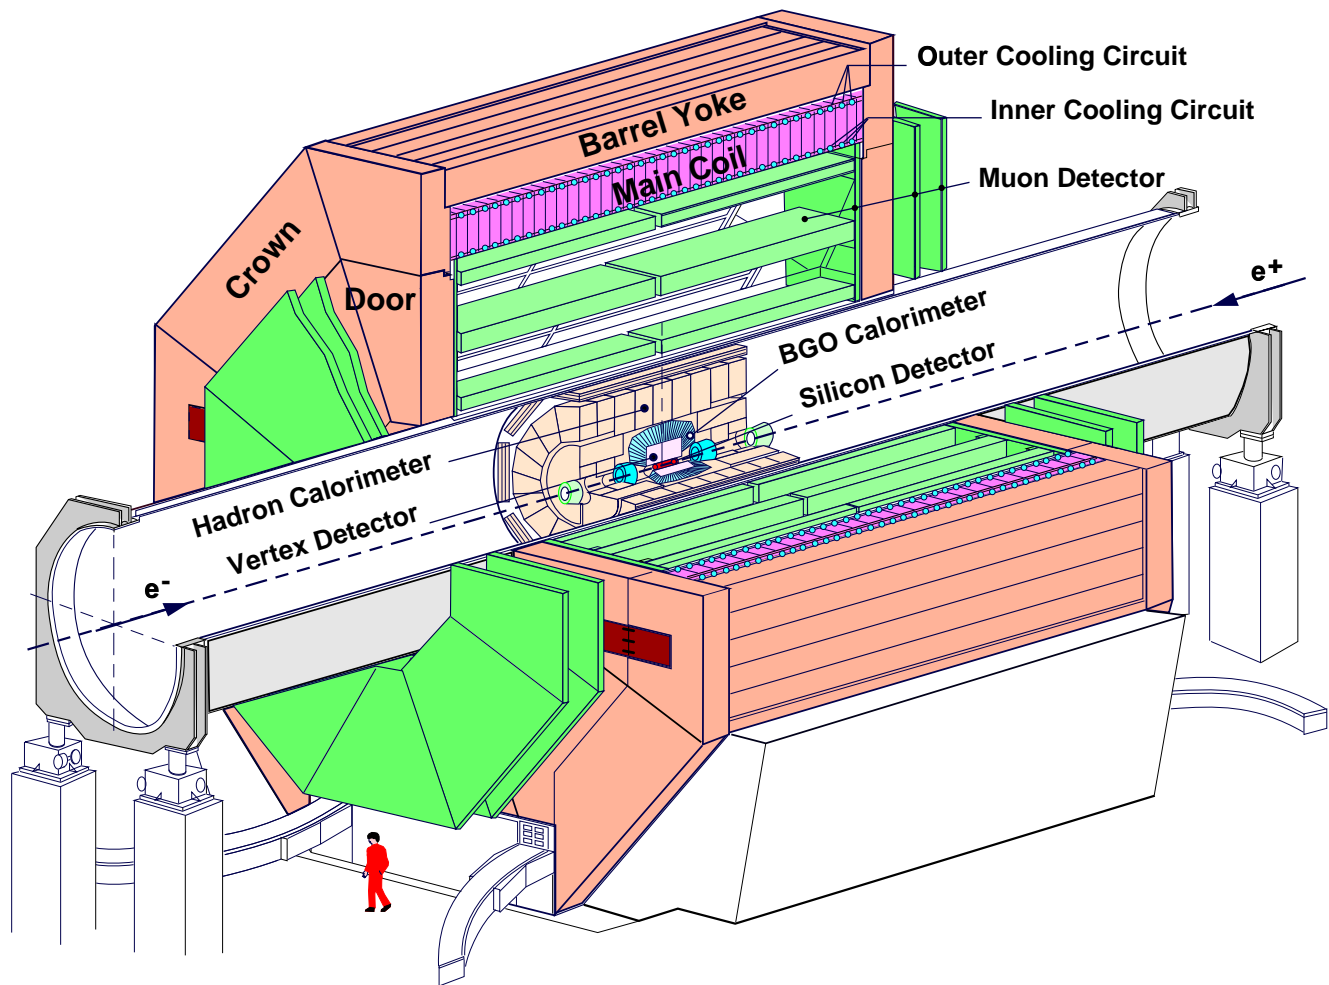 Outer Cooling Circuit
Barrel Yoke
Inner Cooling Circuit
Main Coil
Muon Detector
Crown
Door
e+
BGO Calorimeter
Silicon Detector
Hadron Calorimeter
Vertex Detector
e-